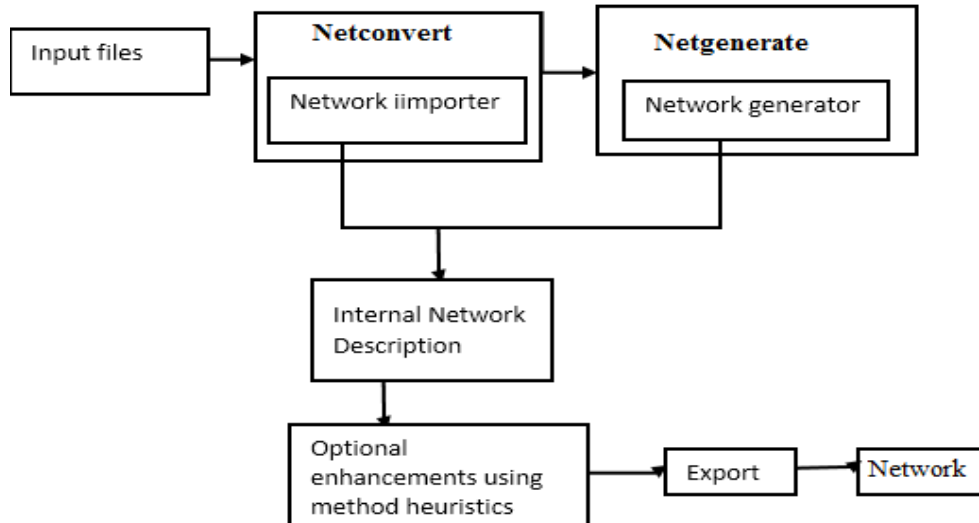 Input files
Netconvert
Network iimporter
Netgenerate
Network generator
Internal Network
Description
Optional
enhancements using
method heuristics
Export
Network